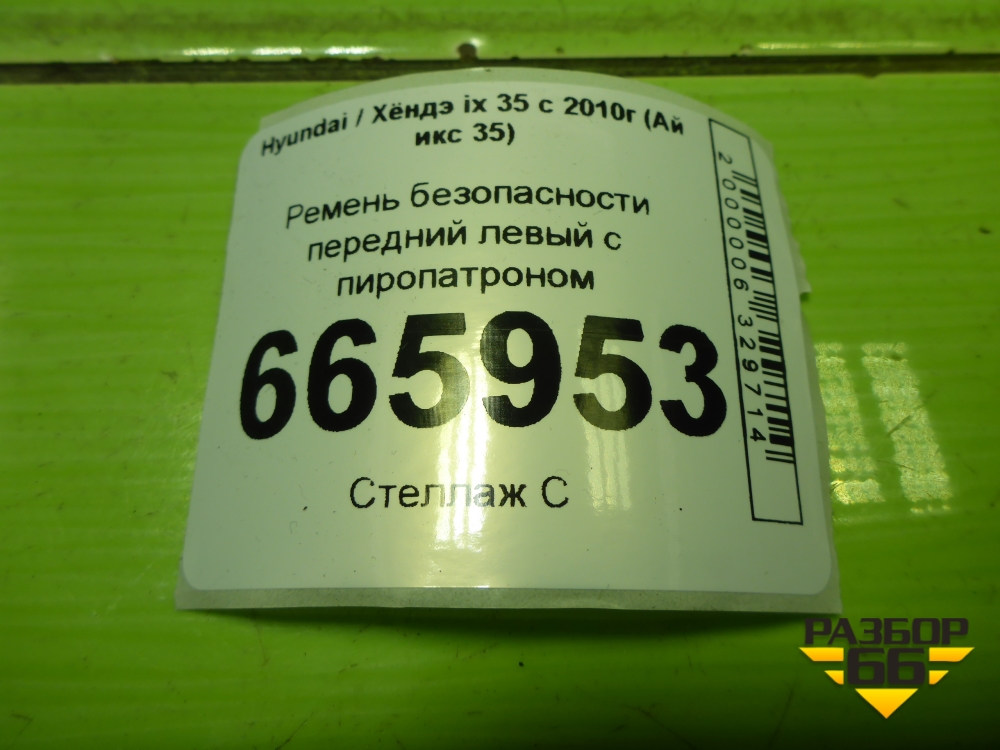 Hyundai / Хёндэ ix 35 с 2010г (Ай
икс 35)
Ремень безопасности
передний левый с
пиропатроном
665953
Стеллаж С
2000006329714
РАЗБОР
66